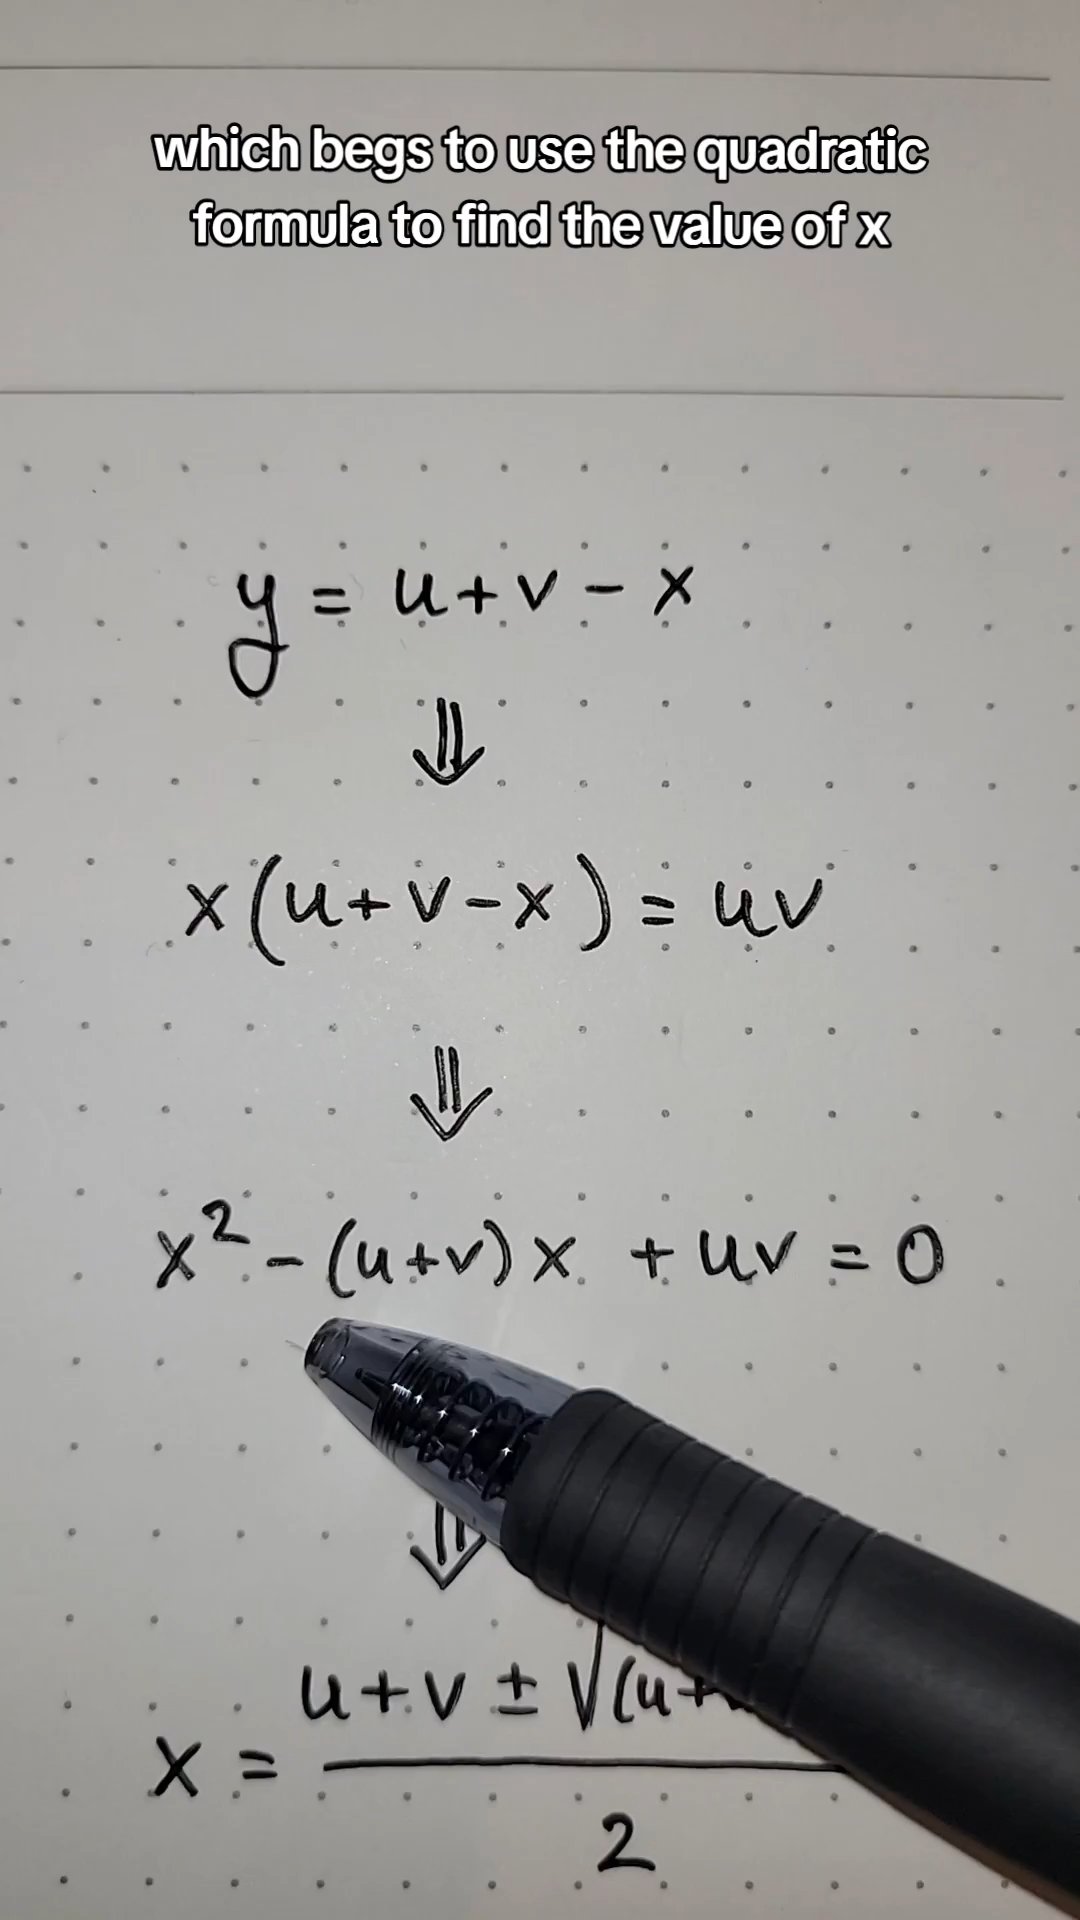 which begs to use the quadratic
formula to find the value of x
y = u + v - x
⇓
x(u + v - x) = uv
⇓
x² - (u+v)x + uv = 0
⇓
u + v ± √(u+
x =
2